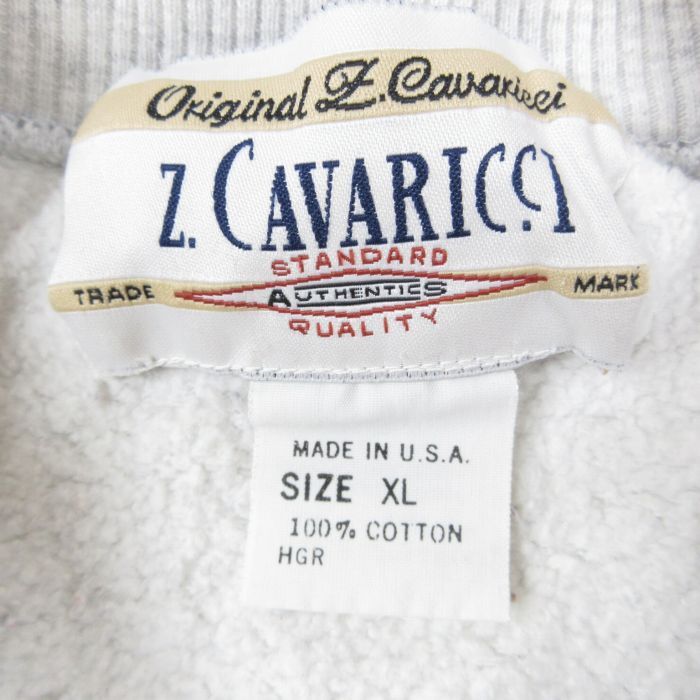 Original Z.Cavaricci
Z. CAVARICCI
STANDARD
TRADE AUTHENTICS MARK
QUALITY
MADE IN U.S.A.
SIZE XL
100% COTTON
HGR